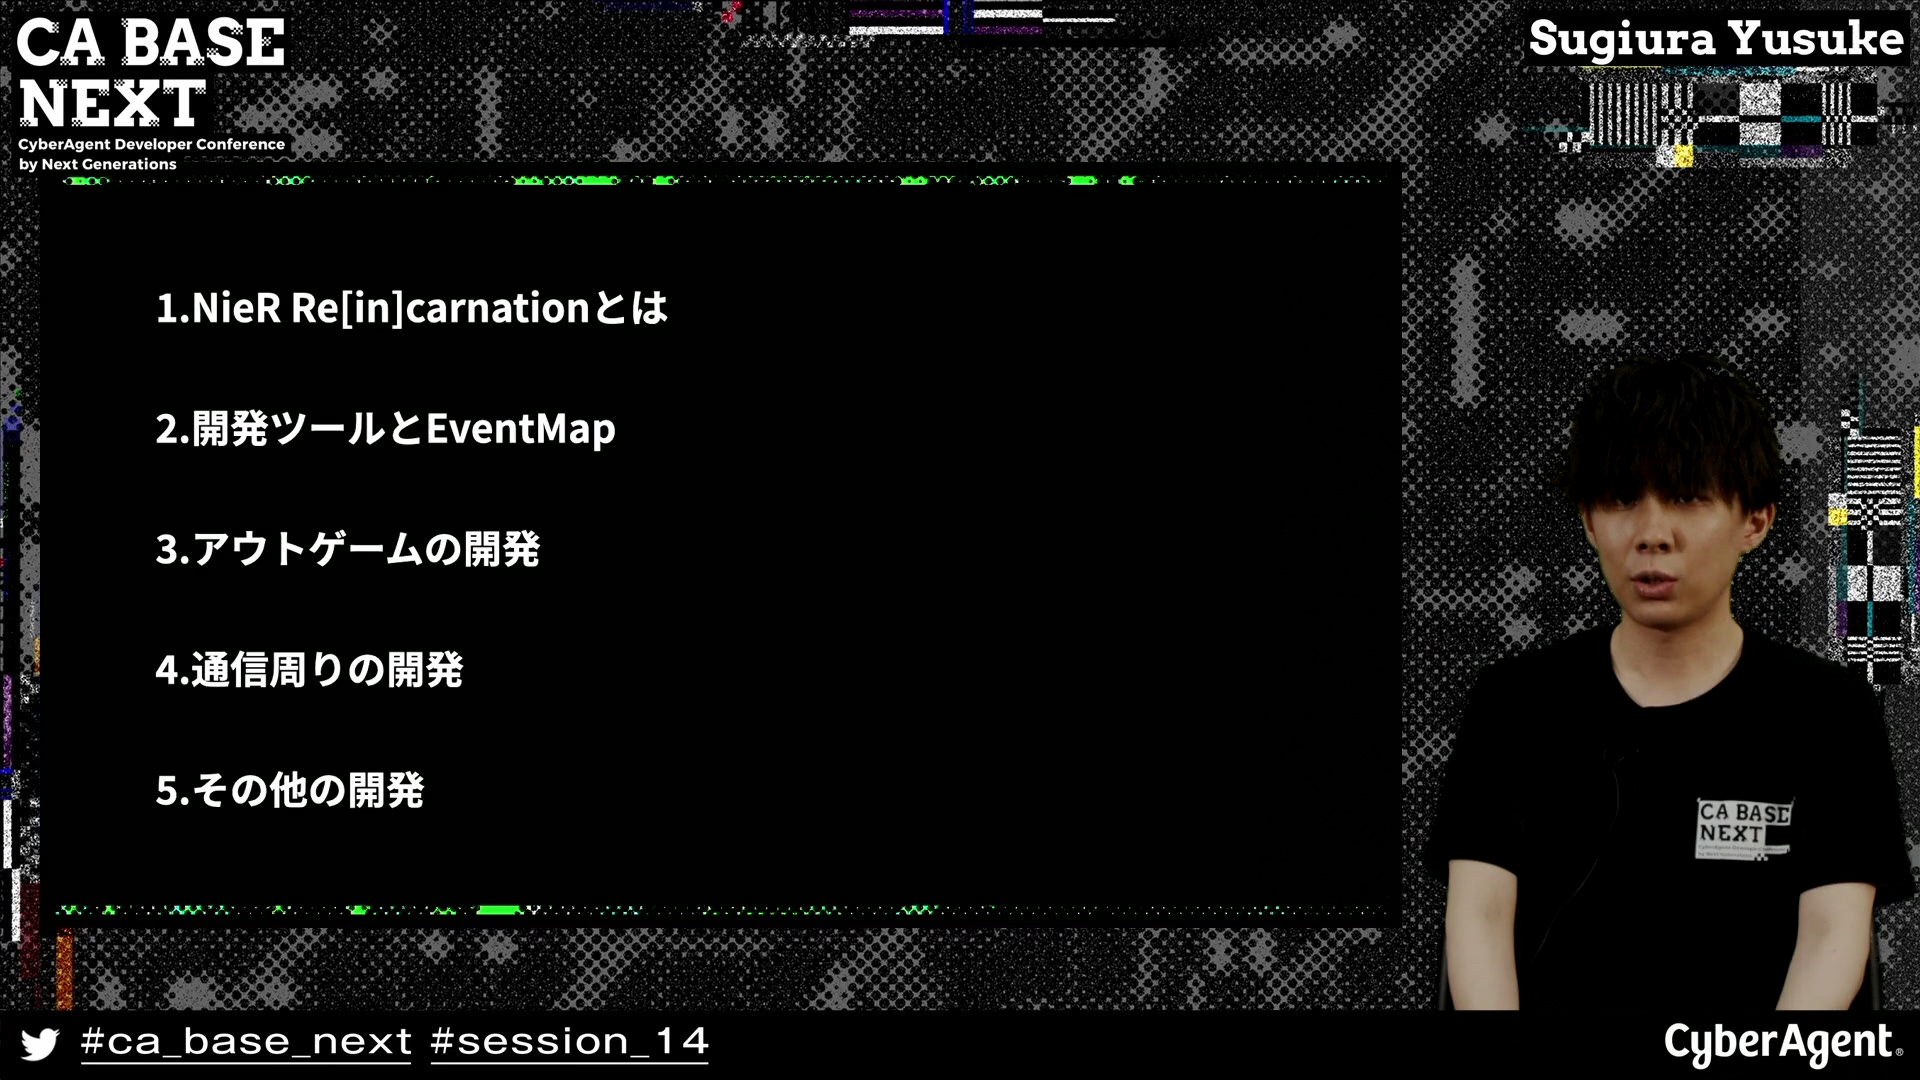 CA BASE
NEXT
CyberAgent Developer Conference
by Next Generations
Sugiura Yusuke
1.NieR Re[in]carnationとは
2.開発ツールとEventMap
3.アウトゲームの開発
4.通信周りの開発
5.その他の開発
CA BASE
NEXT
#ca_base_next #session_14
CyberAgent